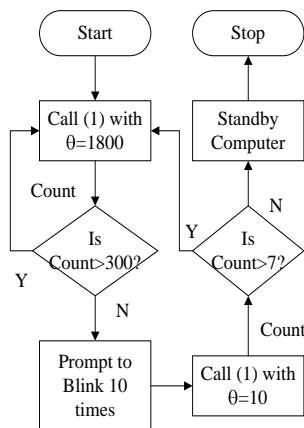 Start
Call (1) with
θ=1800
Count
Is
Count>300?
Y
N
Prompt to
Blink 10
times
Call (1) with
θ=10
Count
Is
Count>7?
Y
N
Standby
Computer
Stop